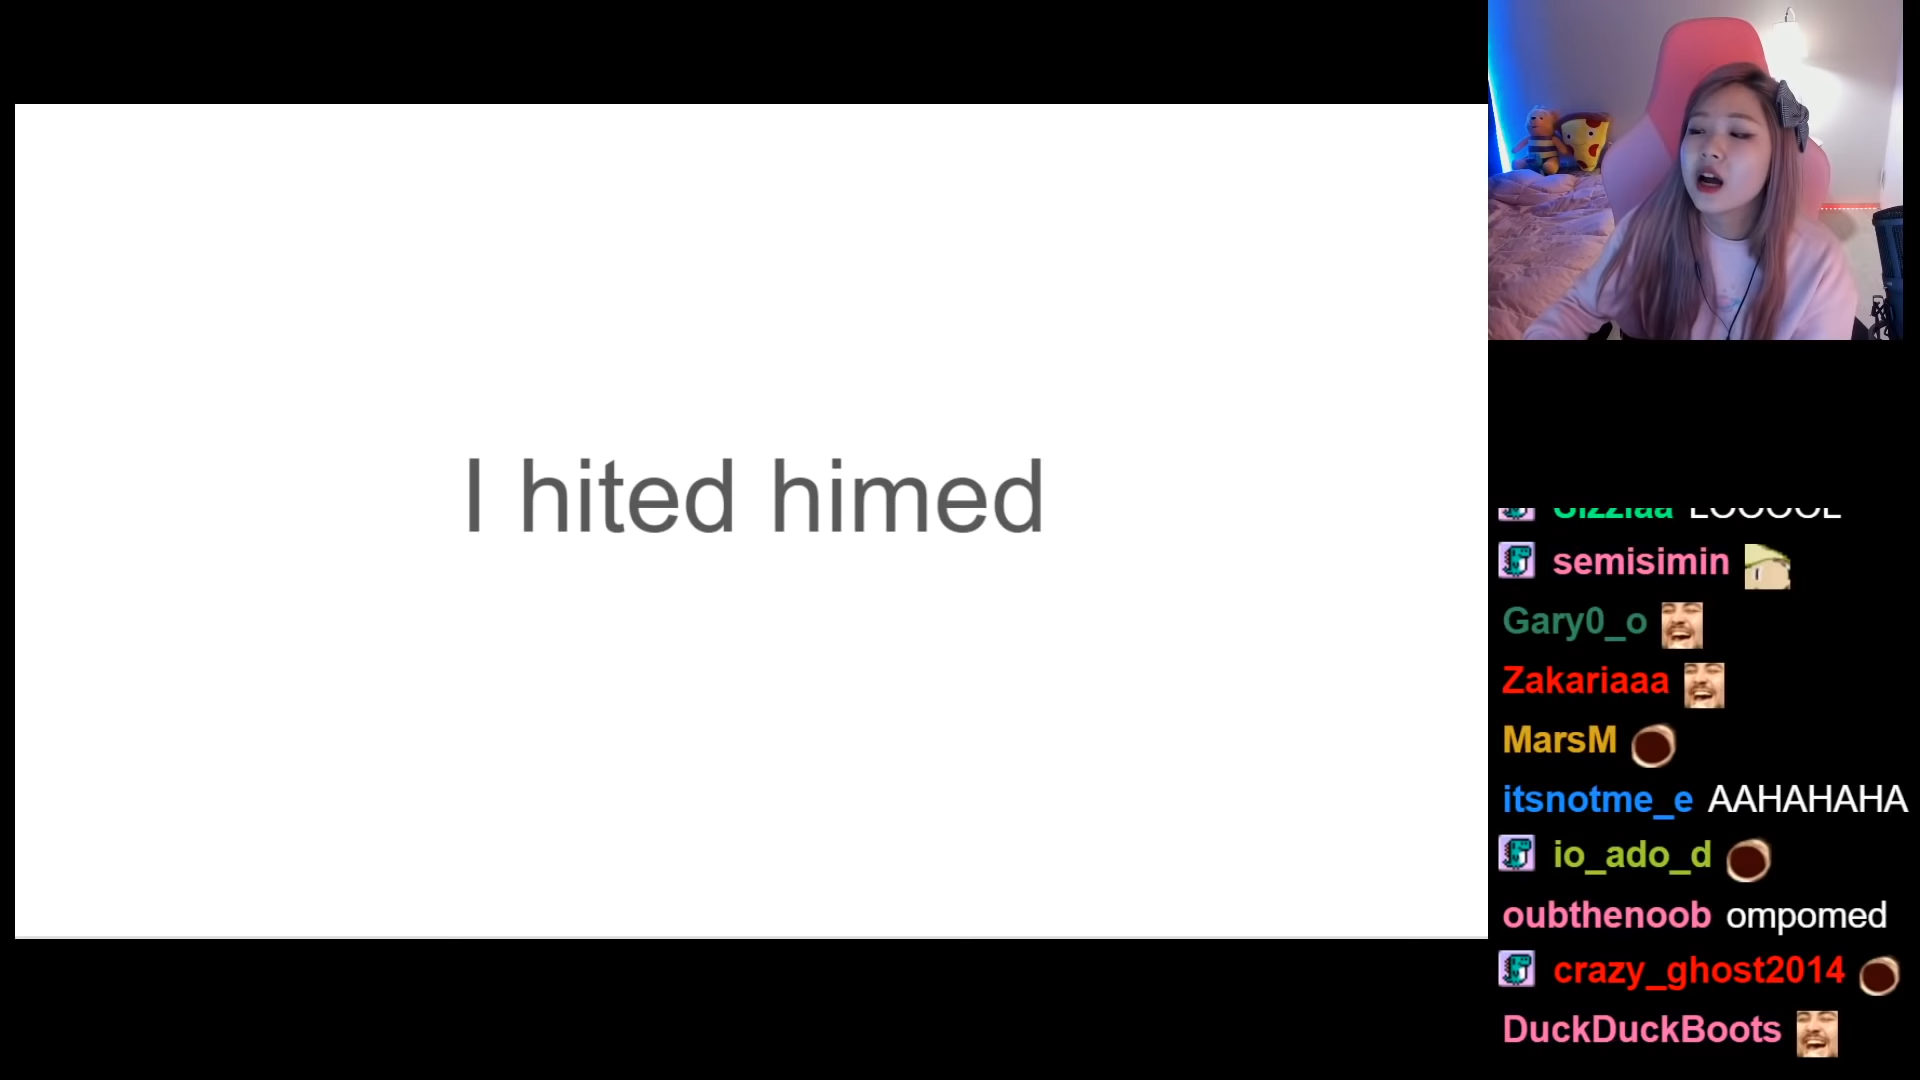 I hited himed
semisimin
Gary0_o
Zakariaaa
MarsM
itsnotme_e AAHAHAHA
io_ado_d
oubthenoob ompomed
crazy_ghost2014
DuckDuckBoots